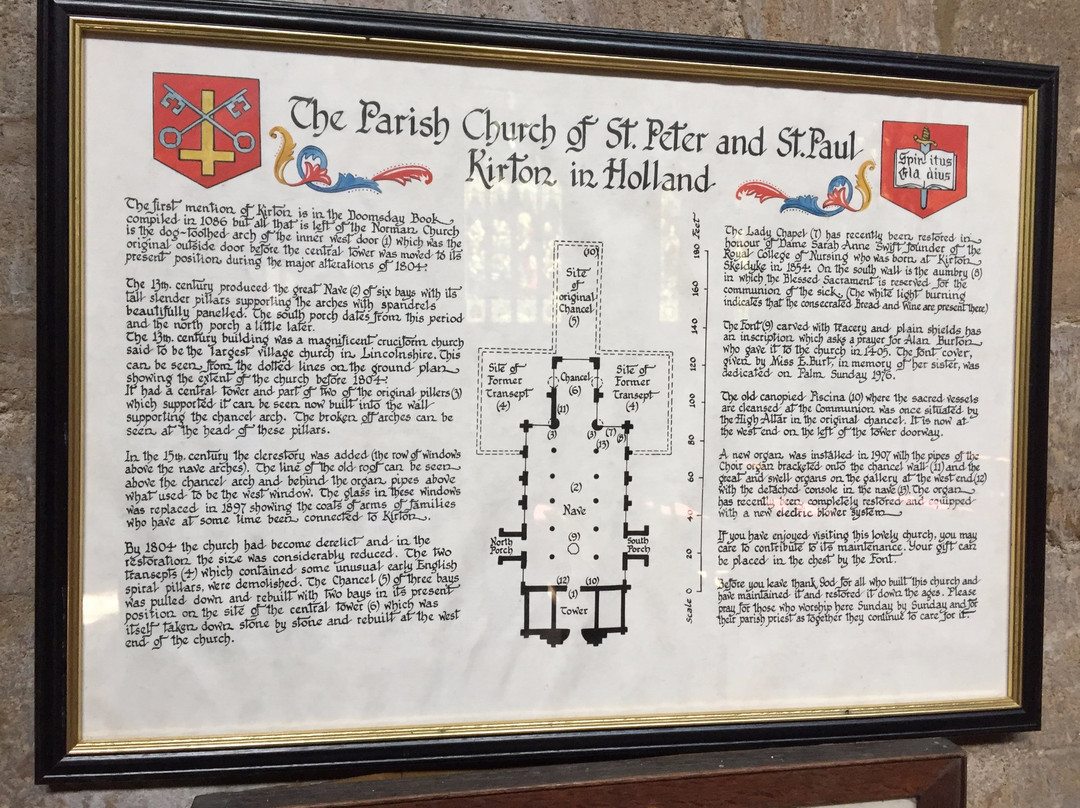 The Parish Church of St. Peter and St. Paul
Kirton in Holland
Spiritus
Gladius
The first mention of Kirton is in the Doomsday Book
compiled in 1086 but all that is left of the Norman Church
is the dog-toothed arch of the inner west door (1) which was the
original outside door before the central tower was moved to its
present position during the major alterations of 1804.
The 13th. century produced the great Nave (2) of six bays with its
tall slender pillars supporting the arches with spandrels
beautifully panelled. The south porch dates from this period
and the north porch a little later.
The 13th. century building was a magnificent cruciform church
said to be the largest village church in Lincolnshire. This
can be seen from the dotted lines on the ground plan
showing the extent of the church before 1804.
It had a central tower and part of two of the original pillers (3)
which supported it can be seen now built into the wall
supporting the chancel arch. The broken off arches can be
seen at the head of these pillars.
In the 15th. century the clerestory was added (the row of windows
above the nave arches). The line of the old roof can be seen
above the chancel arch and behind the organ pipes above
what used to be the west window. The glass in these windows
was replaced in 1897 showing the coats of arms of families
who have at some time been connected to Kirton.
By 1804 the church had become derelict and in the
restoration the size was considerably reduced. The two
transepts (4) which contained some unusual early English
spiral pillars, were demolished. The Chancel (5) of three bays
was pulled down and rebuilt with two bays in its present
position on the site of the central tower (6) which was
itself taken down stone by stone and rebuilt at the west
end of the church.
(10)
Site
of
original
Chancel
(5)
Site of
Former
Transept
(4)
Chancel
(6)
Site of
Former
Transept
(4)
(11)
(3)
(3)
(7)
(8)
(13)
(2)
Nave
(9)
North
Porch
South
Porch
(12)
(10)
(1)
Tower
Scale 0 20 40 60 80 100 120 140 160 180 Feet
The Lady Chapel (7) has recently been restored in
honour of Dame Sarah Anne Swift founder of the
Royal College of Nursing who was born at Kirton
Skeldyke in 1854. On the south wall is the aumbry (8)
in which the Blessed Sacrament is reserved for the
communion of the sick. (The white light burning
indicates that the consecrated Bread and Wine are present there)
The Font (9) carved with tracery and plain shields has
an inscription which asks a prayer for Alan Burton
who gave it to the church in 1405. The font cover,
given by Miss E. Burt, in memory of her sister, was
dedicated on Palm Sunday 1976.
The old canopied Piscina (10) where the sacred vessels
are cleansed at the Communion was once situated by
the High Altar in the original chancel. It is now at
the west end on the left of the tower doorway.
A new organ was installed in 1907 with the pipes of the
Choir organ bracketed onto the chancel wall (11) and the
great and swell organs on the gallery at the west end (12)
with the detached console in the nave (13). The organ
has recently been completely restored and equipped
with a new electric blower system
If you have enjoyed visiting this lovely church, you may
care to contribute to its maintenance. Your gift can
be placed in the chest by the Font.
Before you leave thank God for all who built this church and
have maintained it and restored it down the ages. Please
pray for those who worship here Sunday by Sunday and for
their parish priest as together they continue to care for it.